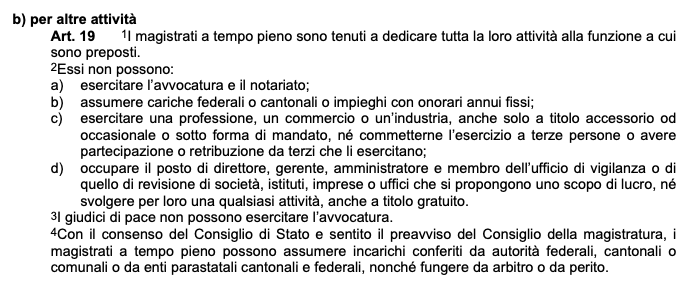 b) per altre attività
Art. 19 1I magistrati a tempo pieno sono tenuti a dedicare tutta la loro attività alla funzione a cui
sono preposti.
2Essi non possono:
a) esercitare l'avvocatura e il notariato;
b) assumere cariche federali o cantonali o impieghi con onorari annui fissi;
c) esercitare una professione, un commercio o un'industria, anche solo a titolo accessorio od
occasionale o sotto forma di mandato, né commetterne l'esercizio a terze persone o avere
partecipazione o retribuzione da terzi che li esercitano;
d) occupare il posto di direttore, gerente, amministratore e membro dell'ufficio di vigilanza o di
quello di revisione di società, istituti, imprese o uffici che si propongono uno scopo di lucro, né
svolgere per loro una qualsiasi attività, anche a titolo gratuito.
3I giudici di pace non possono esercitare l'avvocatura.
4Con il consenso del Consiglio di Stato e sentito il preavviso del Consiglio della magistratura, i
magistrati a tempo pieno possono assumere incarichi conferiti da autorità federali, cantonali o
comunali o da enti parastatali cantonali e federali, nonché fungere da arbitro o da perito.